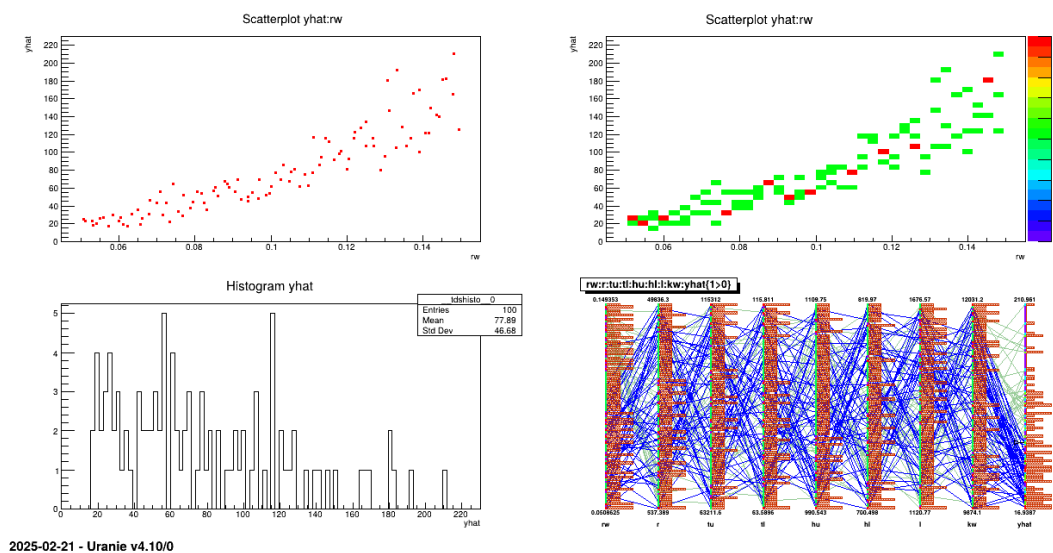 Scatterplot yhat:rw
yhat
220
200
180
160
140
120
100
80
60
40
20
0
0.06
0.08
0.1
0.12
0.14
rw
Scatterplot yhat:rw
yhat
220
200
180
160
140
120
100
80
60
40
20
0
0.06
0.08
0.1
0.12
0.14
rw
Histogram yhat
__tdshisto__0
Entries 100
Mean 77.89
Std Dev 46.68
5
4
3
2
1
0
0 20 40 60 80 100 120 140 160 180 200 220
yhat
rw:r:tu:tl:hu:hl:l:kw:yhat{1>0}
0.149353 49836.3 115312 115.811 1109.75 819.97 1676.57 12031.2 210.951
0.0508625 537.389 63211.6 63.5896 990.543 700.498 1120.77 9874.1 16.9387
rw r tu tl hu hl l kw yhat
2025-02-21 - Uranie v4.10/0